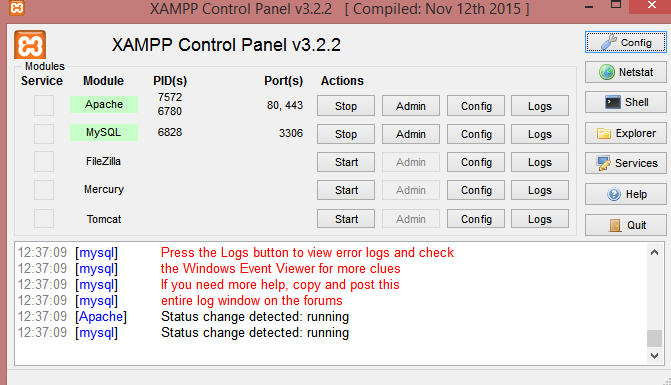 XAMPP Control Panel v3.2.2 [ Compiled: Nov 12th 2015 ]
XAMPP Control Panel v3.2.2
Config
Modules
Service Module PID(s) Port(s) Actions
Netstat
Apache 7572 6780 80, 443 Stop Admin Config Logs
Shell
MySQL 6828 3306 Stop Admin Config Logs
Explorer
FileZilla Start Admin Config Logs
Services
Mercury Start Admin Config Logs
Help
Tomcat Start Admin Config Logs
Quit
12:37:09 [mysql] Press the Logs button to view error logs and check
12:37:09 [mysql] the Windows Event Viewer for more clues
12:37:09 [mysql] If you need more help, copy and post this
12:37:09 [mysql] entire log window on the forums
12:37:09 [Apache] Status change detected: running
12:37:09 [mysql] Status change detected: running